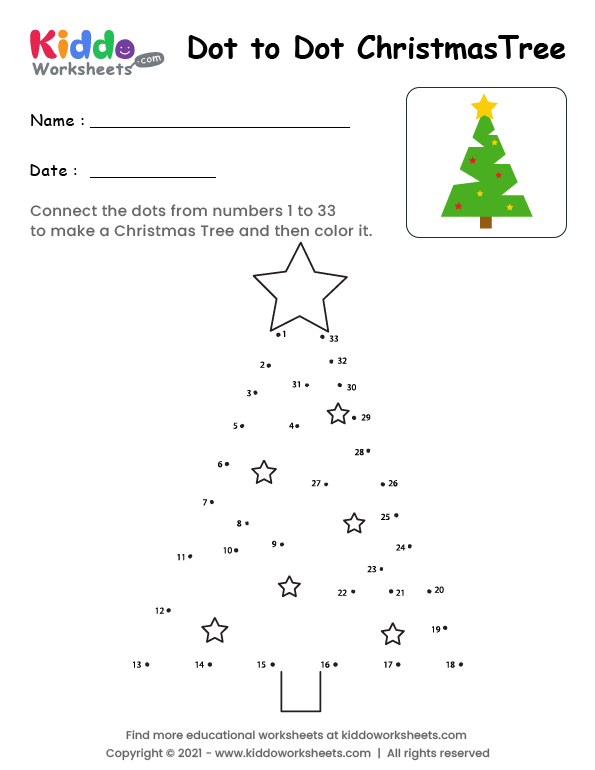 Kiddo
Worksheets .com
Dot to Dot ChristmasTree
Name :
Date :
Connect the dots from numbers 1 to 33
to make a Christmas Tree and then color it.
1 33
2 32
3 31 30
5 4 29
28
6 27 26
7 8 25
11 10 9 24
23
22 21 20
12 19
13 14 15 16 17 18
Find more educational worksheets at kiddoworksheets.com
Copyright © 2021 - www.kiddoworksheets.com | All rights reserved